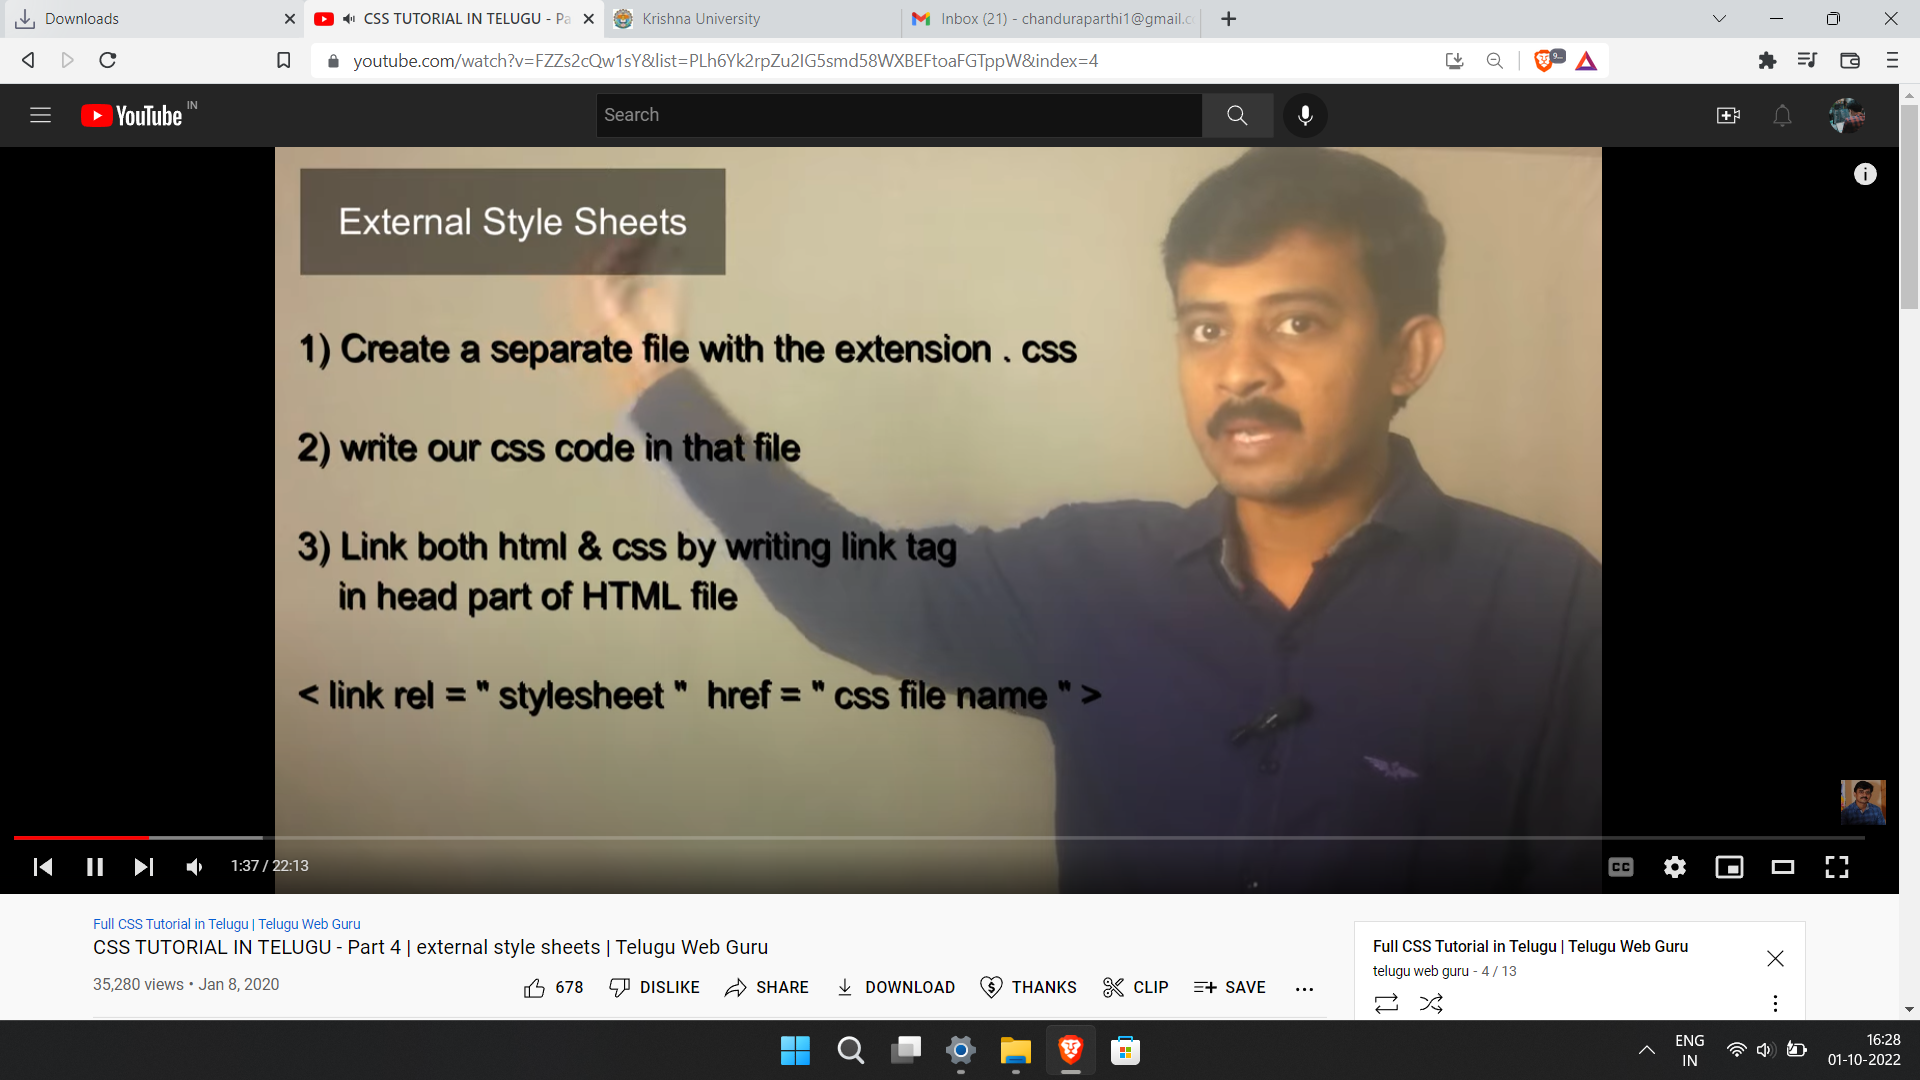 Downloads
CSS TUTORIAL IN TELUGU - Pa
Krishna University
Inbox (21) - chanduraparthi1@gmail.c
youtube.com/watch?v=FZZs2cQw1sY&list=PLh6Yk2rpZu2lG5smd58WXBEFtoaFGTppW&index=4
YouTube IN
Search
External Style Sheets
1) Create a separate file with the extension . css
2) write our css code in that file
3) Link both html & css by writing link tag
in head part of HTML file
< link rel = " stylesheet " href = " css file name " >
1:37 / 22:13
CC
Full CSS Tutorial in Telugu | Telugu Web Guru
CSS TUTORIAL IN TELUGU - Part 4 | external style sheets | Telugu Web Guru
35,280 views • Jan 8, 2020
678
DISLIKE
SHARE
DOWNLOAD
THANKS
CLIP
SAVE
Full CSS Tutorial in Telugu | Telugu Web Guru
telugu web guru - 4 / 13
ENG
IN
16:28
01-10-2022